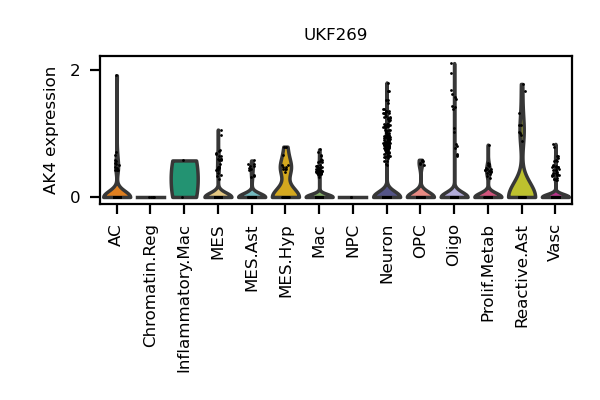 UKF269
AK4 expression
2
0
AC
Chromatin.Reg
Inflammatory.Mac
MES
MES.Ast
MES.Hyp
Mac
NPC
Neuron
OPC
Oligo
Prolif.Metab
Reactive.Ast
Vasc